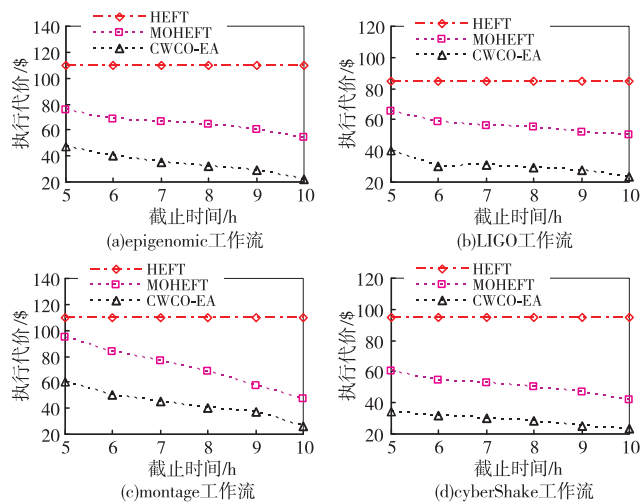 HEFT
MOHEFT
CWCO-EA
执行代价/$
140
120
100
80
60
40
20
5 6 7 8 9 10
截止时间/h
(a)epigenomic工作流
HEFT
MOHEFT
CWCO-EA
执行代价/$
120
100
80
60
40
20
5 6 7 8 9 10
截止时间/h
(b)LIGO工作流
HEFT
MOHEFT
CWCO-EA
执行代价/$
140
120
100
80
60
40
20
5 6 7 8 9 10
截止时间/h
(c)montage工作流
HEFT
MOHEFT
CWCO-EA
执行代价/$
120
100
80
60
40
20
5 6 7 8 9 10
截止时间/h
(d)cyberShake工作流